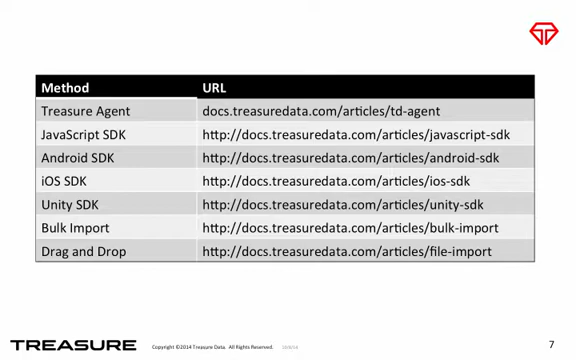 Method URL
Treasure Agent docs.treasuredata.com/articles/td-agent
JavaScript SDK http://docs.treasuredata.com/articles/javascript-sdk
Android SDK http://docs.treasuredata.com/articles/android-sdk
iOS SDK http://docs.treasuredata.com/articles/ios-sdk
Unity SDK http://docs.treasuredata.com/articles/unity-sdk
Bulk Import http://docs.treasuredata.com/articles/bulk-import
Drag and Drop http://docs.treasuredata.com/articles/file-import
TREASURE Copyright ©2014 Treasure Data. All Rights Reserved. 7